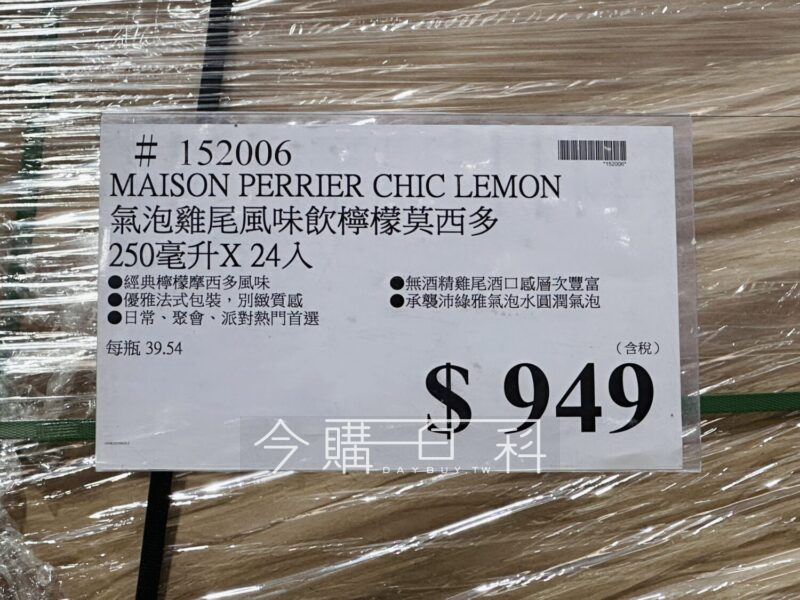 # 152006
*152006*
MAISON PERRIER CHIC LEMON
氣泡雞尾風味飲檸檬莫西多
250毫升X 24入
●經典檸檬摩西多風味
●優雅法式包裝，別緻質感
●日常、聚會、派對熱門首選
●無酒精雞尾酒口感層次豐富
●承襲沛綠雅氣泡水圓潤氣泡
每瓶 39.54
（含稅）
$ 949
今購百科
DAYBUY.TW